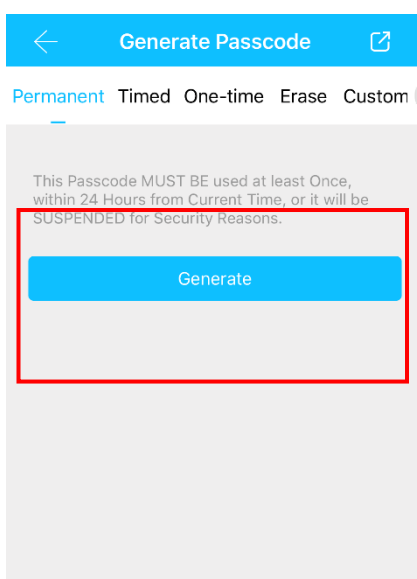 Generate Passcode
Permanent Timed One-time Erase Custom
This Passcode MUST BE used at least Once,
within 24 Hours from Current Time, or it will be
SUSPENDED for Security Reasons.
Generate